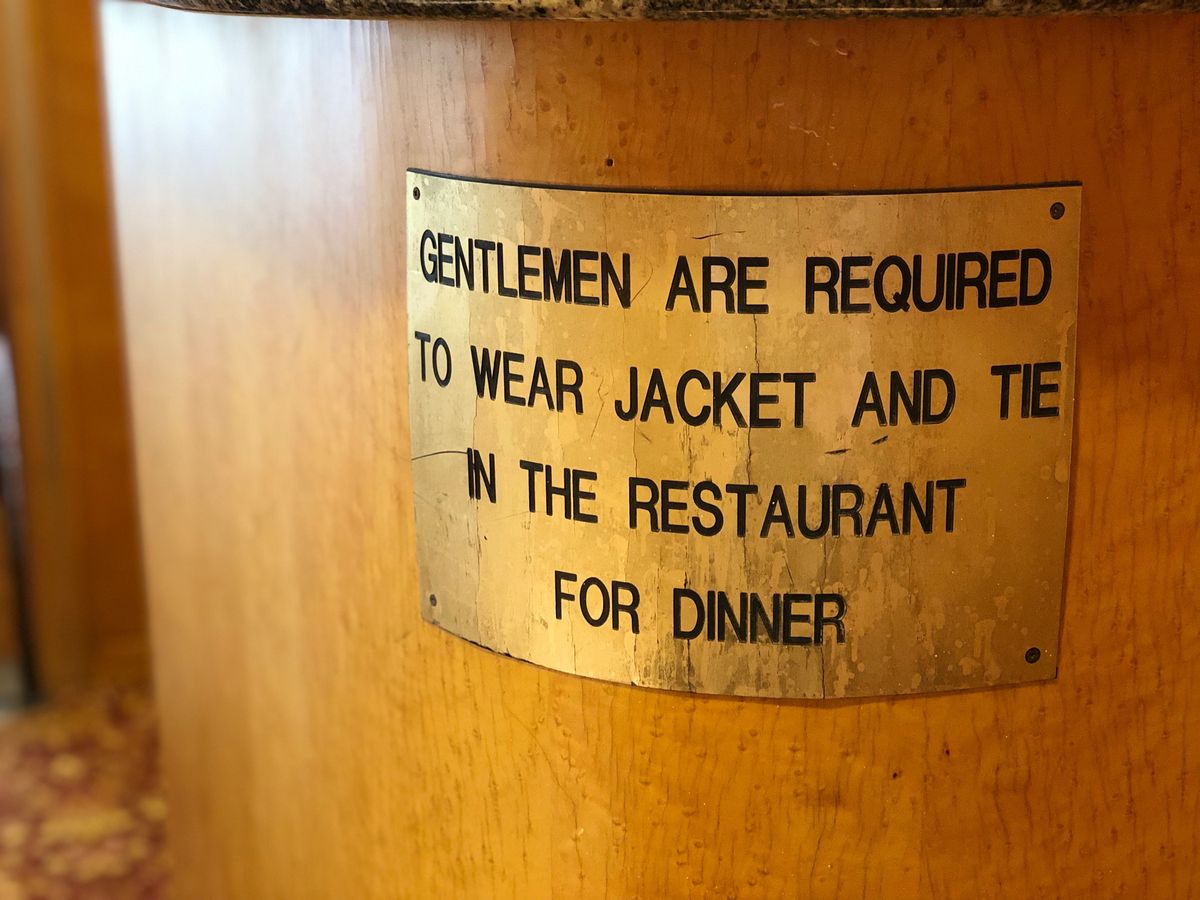 GENTLEMEN ARE REQUIRED
TO WEAR JACKET AND TIE
IN THE RESTAURANT
FOR DINNER